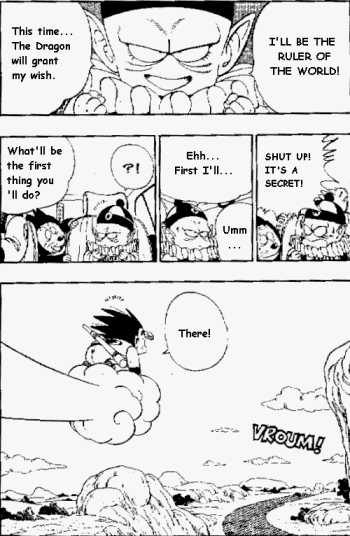 This time...
The Dragon
will grant
my wish.
I'LL BE THE
RULER OF
THE WORLD!
What'll be
the first
thing you
'll do?
?!
Ehh...
First I'll...
Umm
...
SHUT UP!
IT'S A
SECRET!
There!
VROUM!